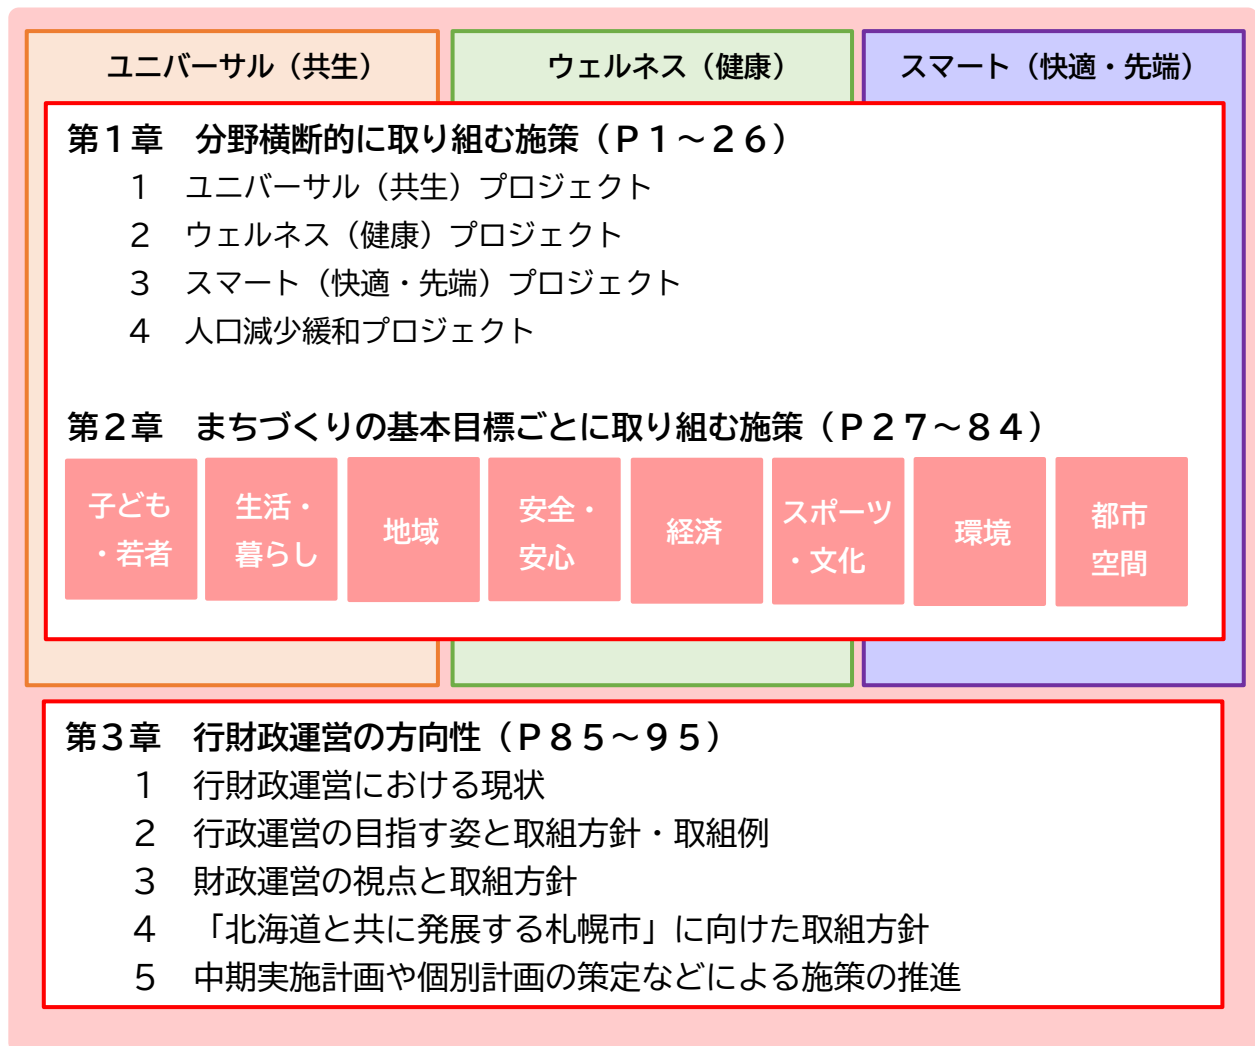 ユニバーサル（共生）
ウェルネス（健康）
スマート（快適・先端）
第１章　分野横断的に取り組む施策（Ｐ１～２６）
１　ユニバーサル（共生）プロジェクト
２　ウェルネス（健康）プロジェクト
３　スマート（快適・先端）プロジェクト
４　人口減少緩和プロジェクト
第２章　まちづくりの基本目標ごとに取り組む施策（Ｐ２７～８４）
子ども
・若者
生活・
暮らし
地域
安全・
安心
経済
スポーツ
・文化
環境
都市
空間
第３章　行財政運営の方向性（Ｐ８５～９５）
１　行財政運営における現状
２　行政運営の目指す姿と取組方針・取組例
３　財政運営の視点と取組方針
４　「北海道と共に発展する札幌市」に向けた取組方針
５　中期実施計画や個別計画の策定などによる施策の推進